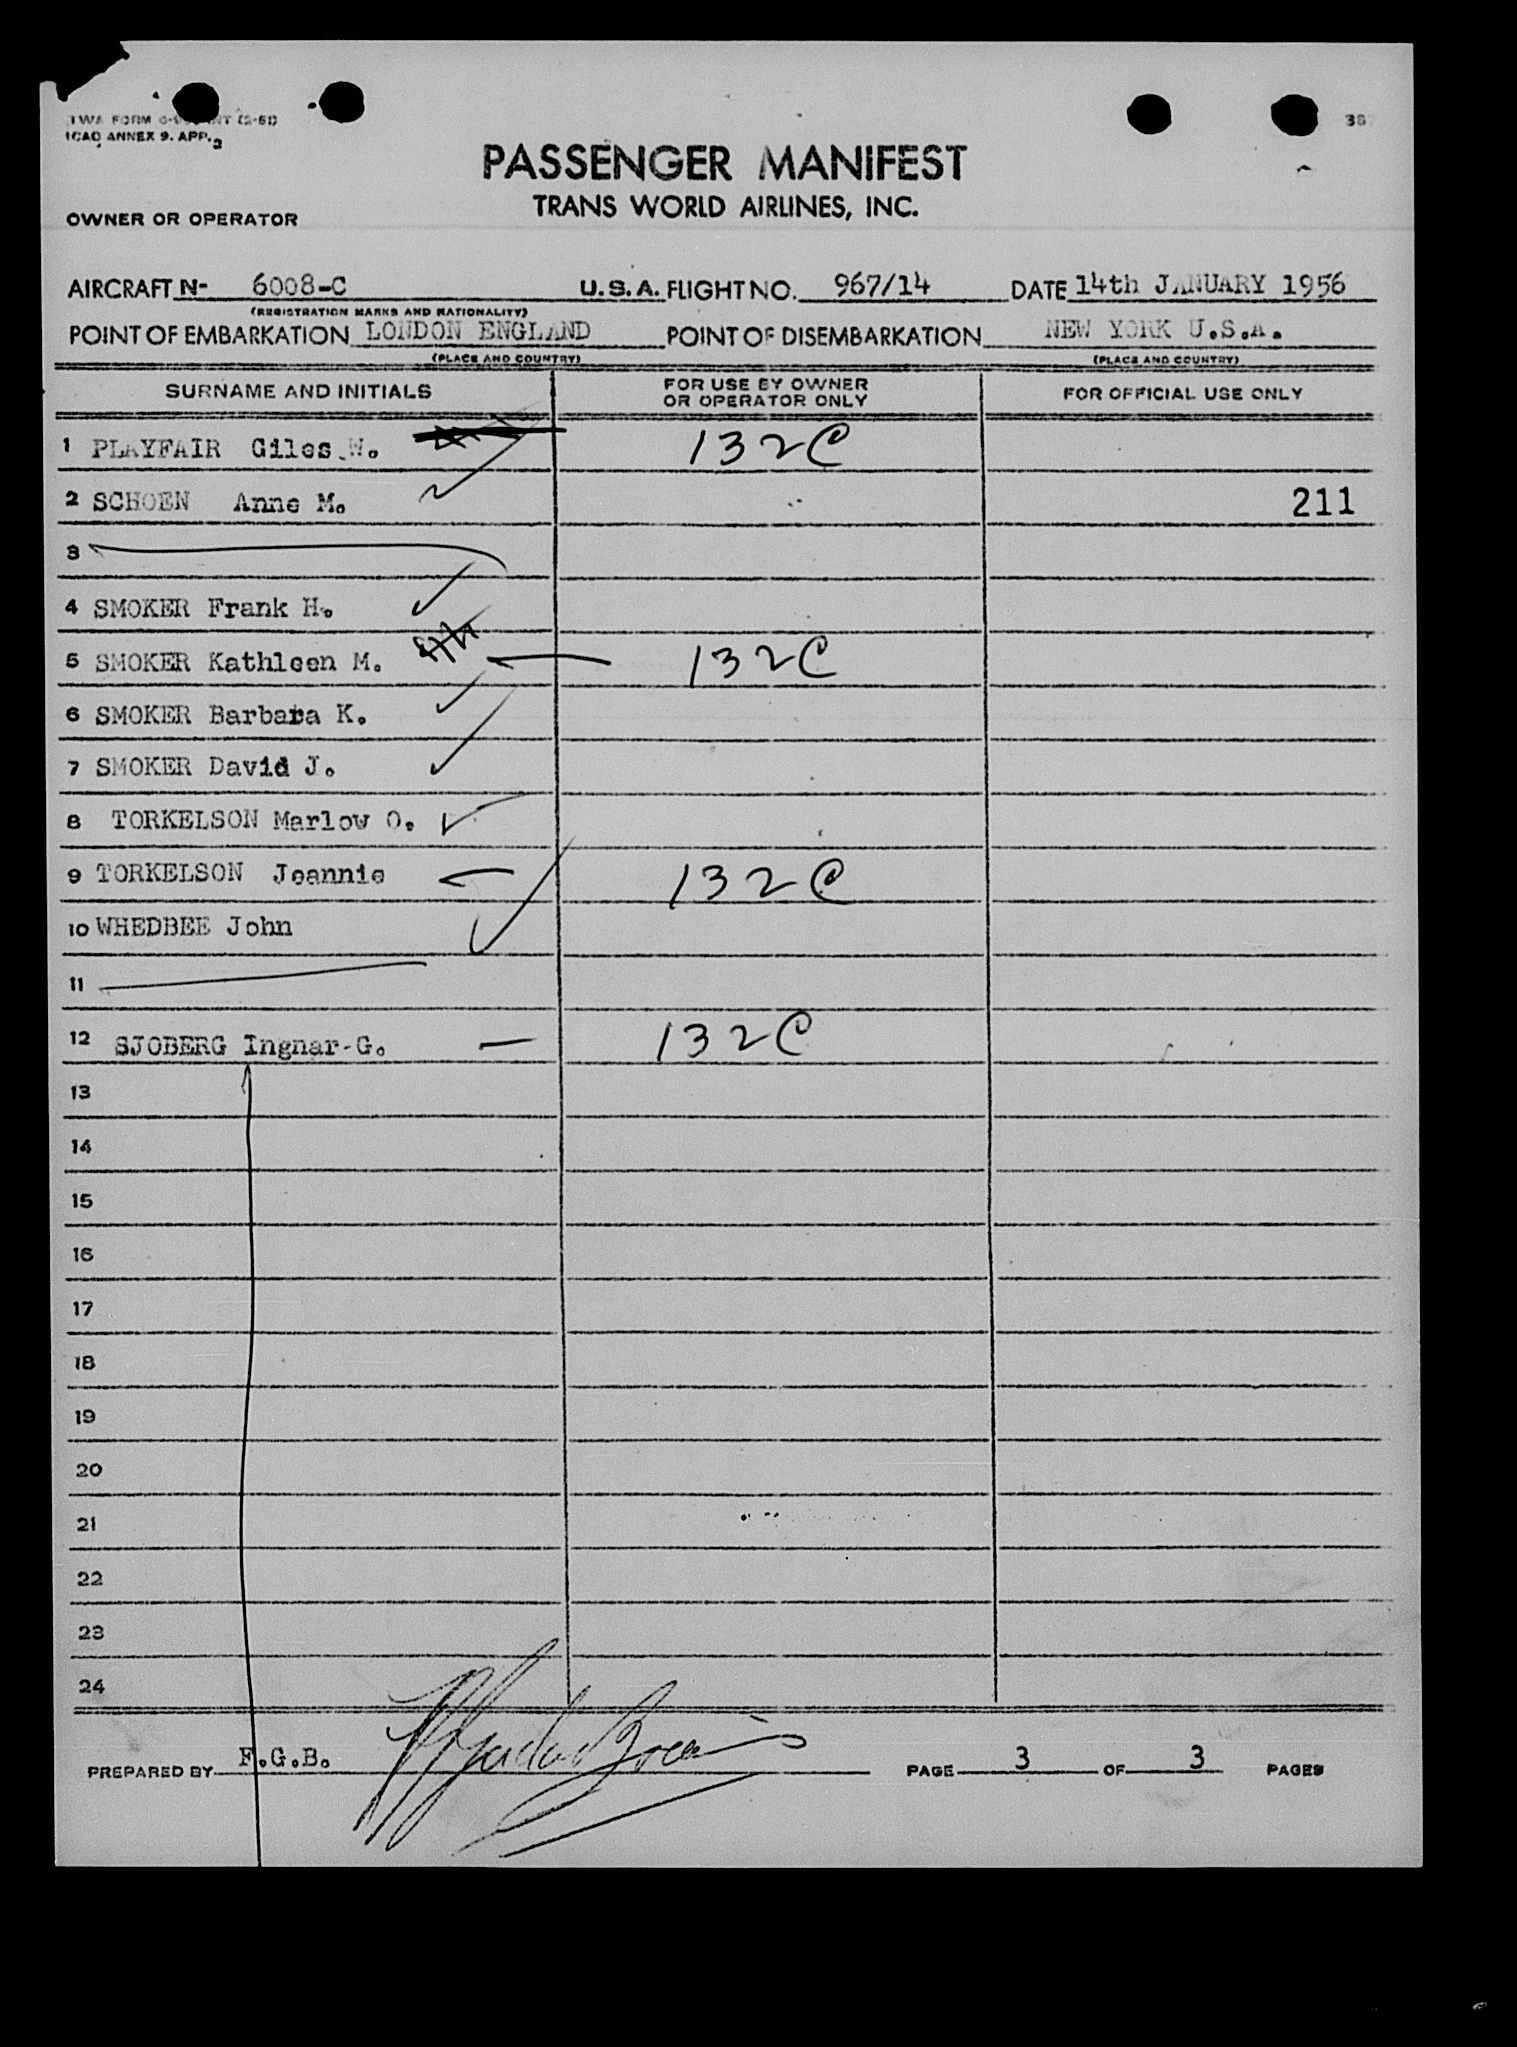 TWA FORM
ICAO ANNEX 9. APP. 2
38
PASSENGER MANIFEST
TRANS WORLD AIRLINES, INC.
OWNER OR OPERATOR
AIRCRAFT N- 6008-C U.S.A. FLIGHT NO. 967/14 DATE 14th JANUARY 1956
(REGISTRATION MARKS AND NATIONALITY)
POINT OF EMBARKATION LONDON ENGLAND POINT OF DISEMBARKATION NEW YORK U.S.A.
(PLACE AND COUNTRY) (PLACE AND COUNTRY)
SURNAME AND INITIALS FOR USE BY OWNER OR OPERATOR ONLY FOR OFFICIAL USE ONLY
1 PLAYFAIR Giles W. 132C
2 SCHOEN Anne M. 211
3
4 SMOKER Frank H.
5 SMOKER Kathleen M. 132C
6 SMOKER Barbara K.
7 SMOKER David J.
8 TORKELSON Marlow O.
9 TORKELSON Jeannie 132C
10 WHEDBEE John
11
12 SJOBERG Ingnar-G. 132C
13
14
15
16
17
18
19
20
21
22
23
24
PREPARED BY F.G.B. PAGE 3 OF 3 PAGES